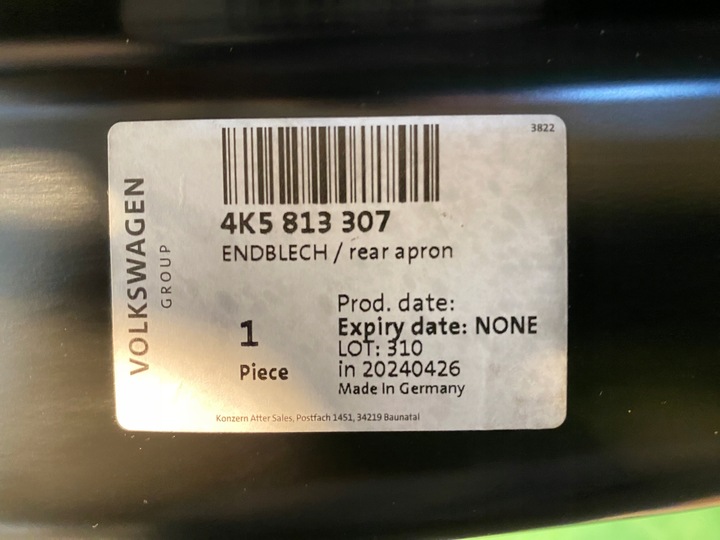 3822
VOLKSWAGEN
GROUP
4K5 813 307
ENDBLECH / rear apron
1
Piece
Prod. date:
Expiry date: NONE
LOT: 310
in 20240426
Made In Germany
Konzern After Sales, Postfach 1451, 34219 Baunatal